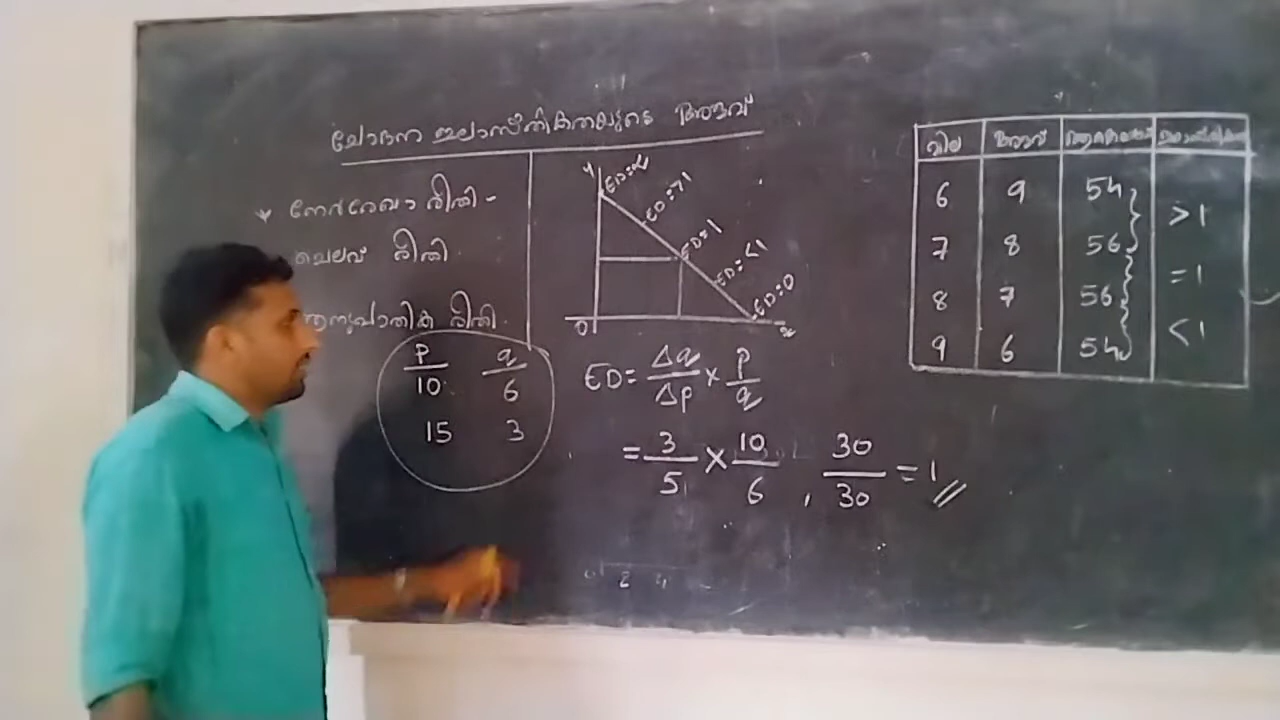 ചോദന ഇലാസ്തികതയുടെ അളവ്
നേർരേഖാ രീതി -
ചെലവ് രീതി.
ആനുപാതിക രീതി.
P q
10 6
15 3
y
ED=∝
ED=>1
ED=1
ED=<1
ED=0
O x
ED= Δq/Δp × p/q
= 3/5 × 10/6 , 30/30 = 1
വില അളവ്
6 9 54
>1
7 8 56
=1
8 7 56
<1
9 6 54